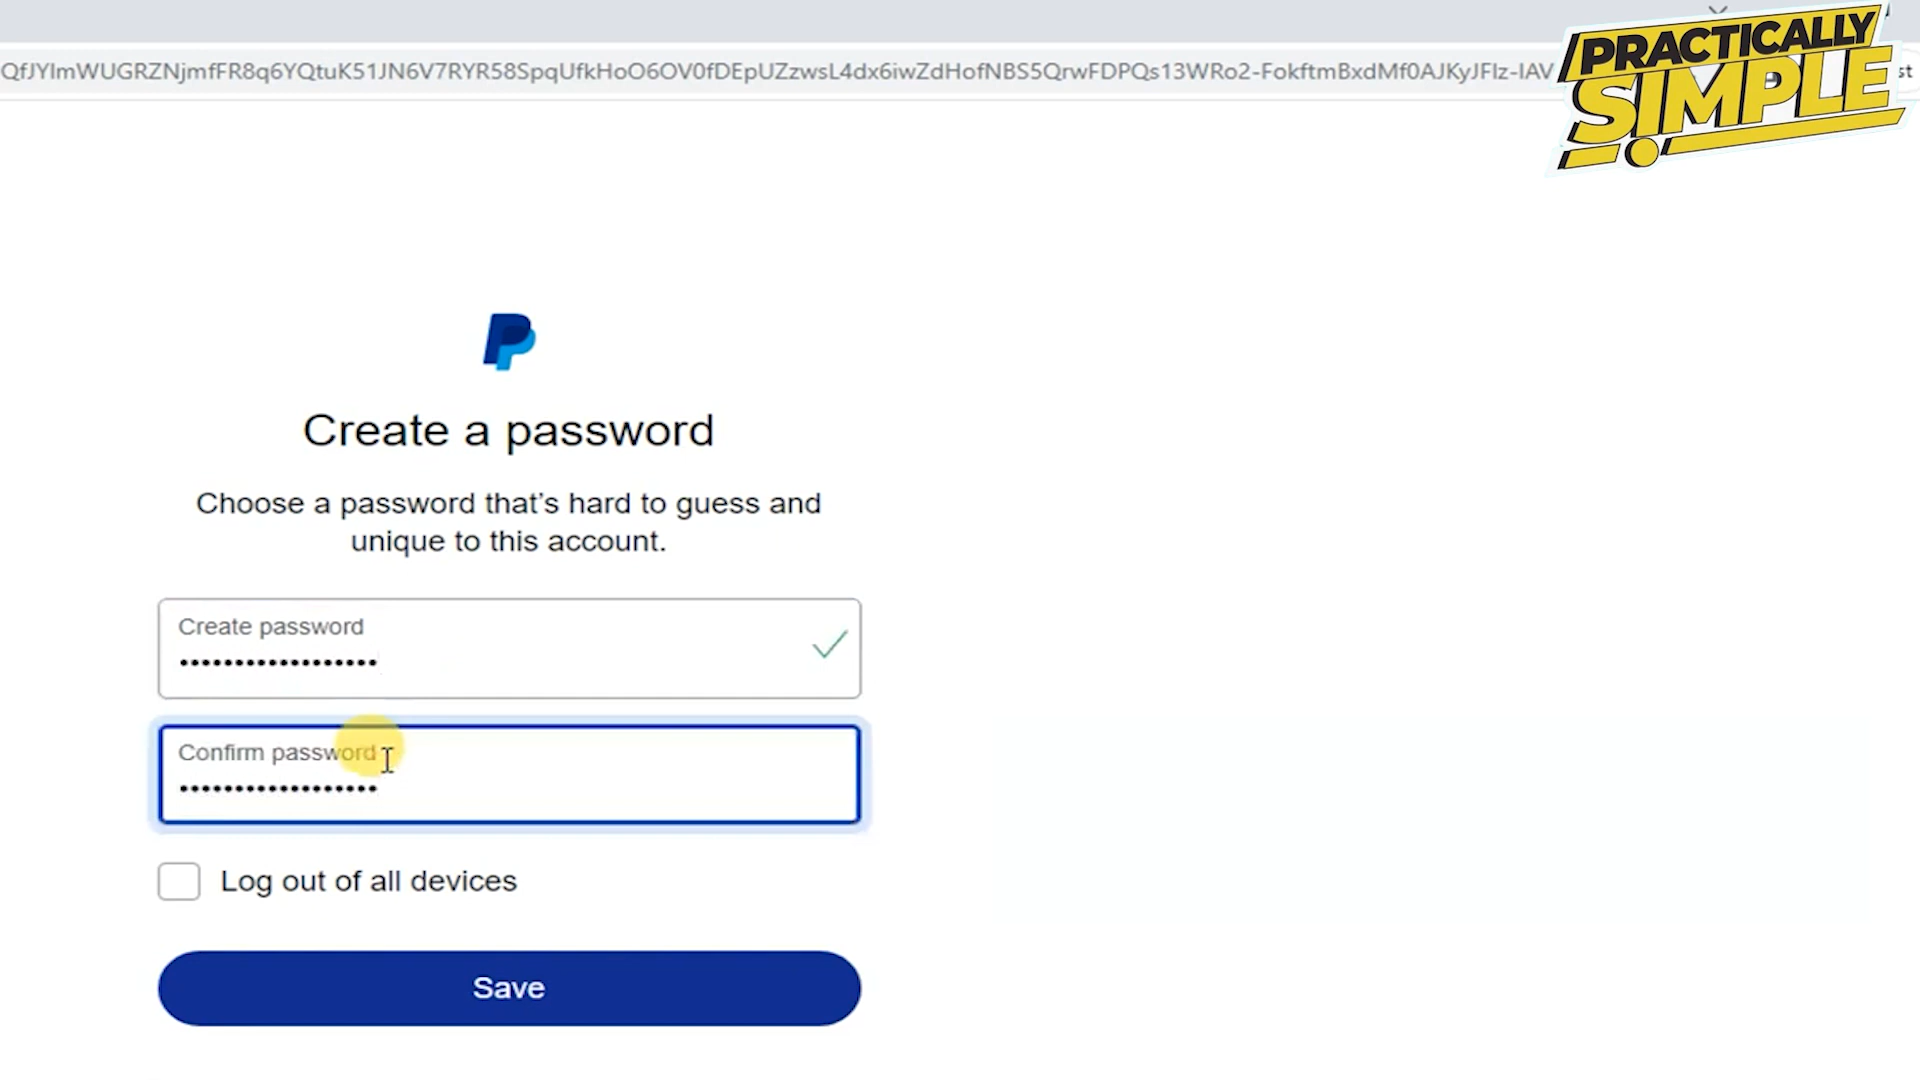 QfJYImWUGRZNjmfFR8q6YQtuK51JN6V7RYR58SpqUfkHoO6OV0fDEpUZzwsL4dx6iwZdHofNBS5QrwFDPQs13WRo2-FokftmBxdMf0AJKyJFIz-IAV
PRACTICALLY
SIMPLE
Create a password
Choose a password that's hard to guess and
unique to this account.
Create password
••••••••••••••••••
Confirm password
••••••••••••••••••
Log out of all devices
Save